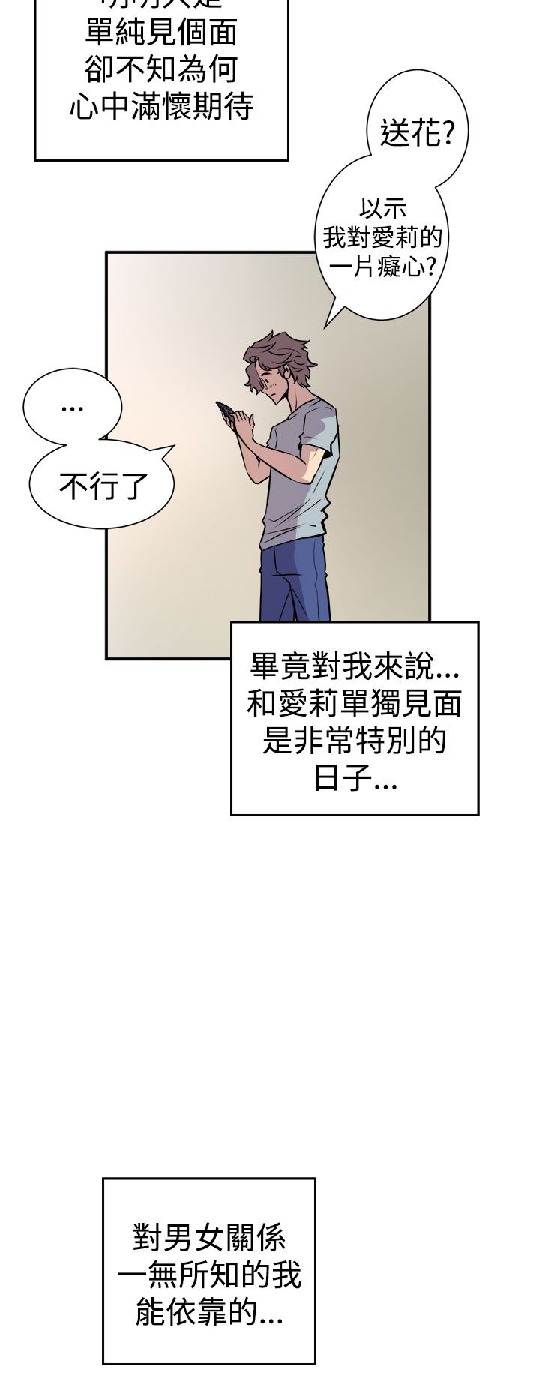 單純見個面
卻不知為何
心中滿懷期待
送花?
以示
我對愛莉的
一片癡心?
...
不行了
畢竟對我來說...
和愛莉單獨見面
是非常特別的
日子...
對男女關係
一無所知的我
能依靠的...